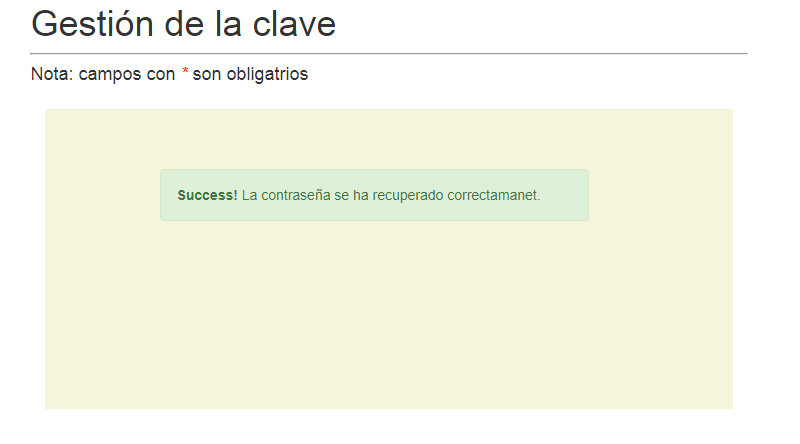 Gestión de la clave
Nota: campos con * son obligatrios
Success! La contraseña se ha recuperado correctamanet.